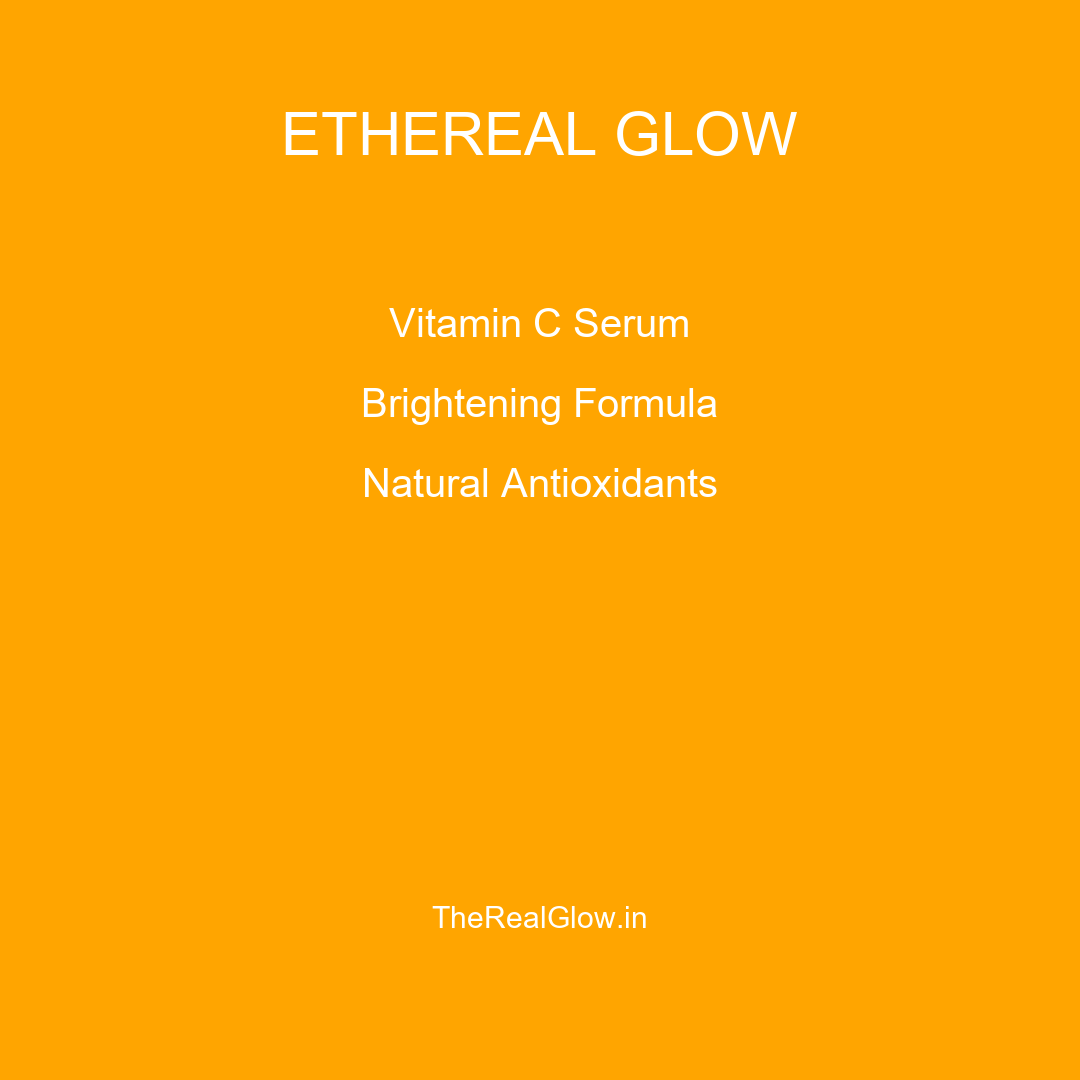 ETHEREAL GLOW
Vitamin C Serum
Brightening Formula
Natural Antioxidants
TheRealGlow.in